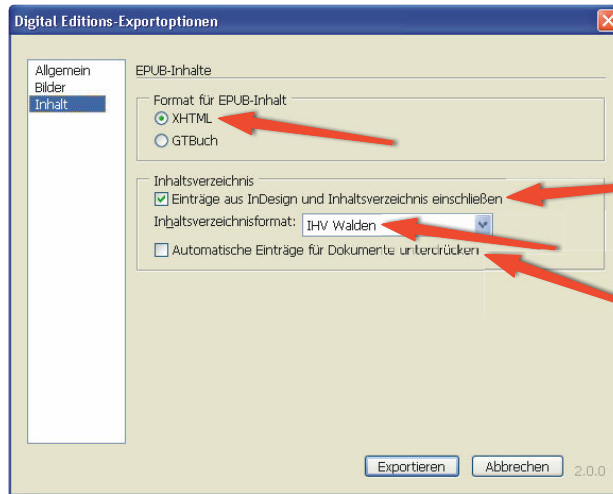 Digital Editions-Exportoptionen
Allgemein
Bilder
Inhalt
EPUB-Inhalte
Format für EPUB-Inhalt
XHTML
GTBuch
Inhaltsverzeichnis
Einträge aus InDesign und Inhaltsverzeichnis einschließen
Inhaltsverzeichnisformat: IHV Walden
Automatische Einträge für Dokumente unterdrücken
Exportieren Abbrechen 2.0.0